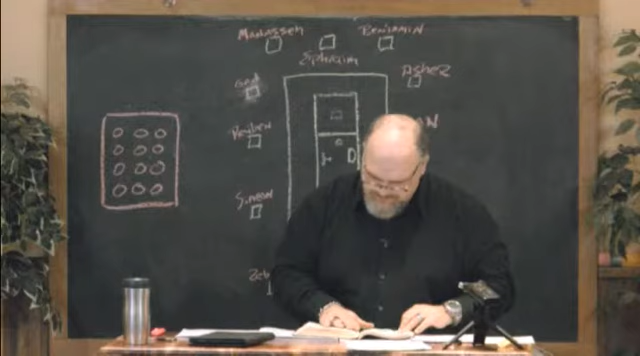 Manasseh
Benjamin
Ephraim
Gad
Asher
Reuben
Simeon